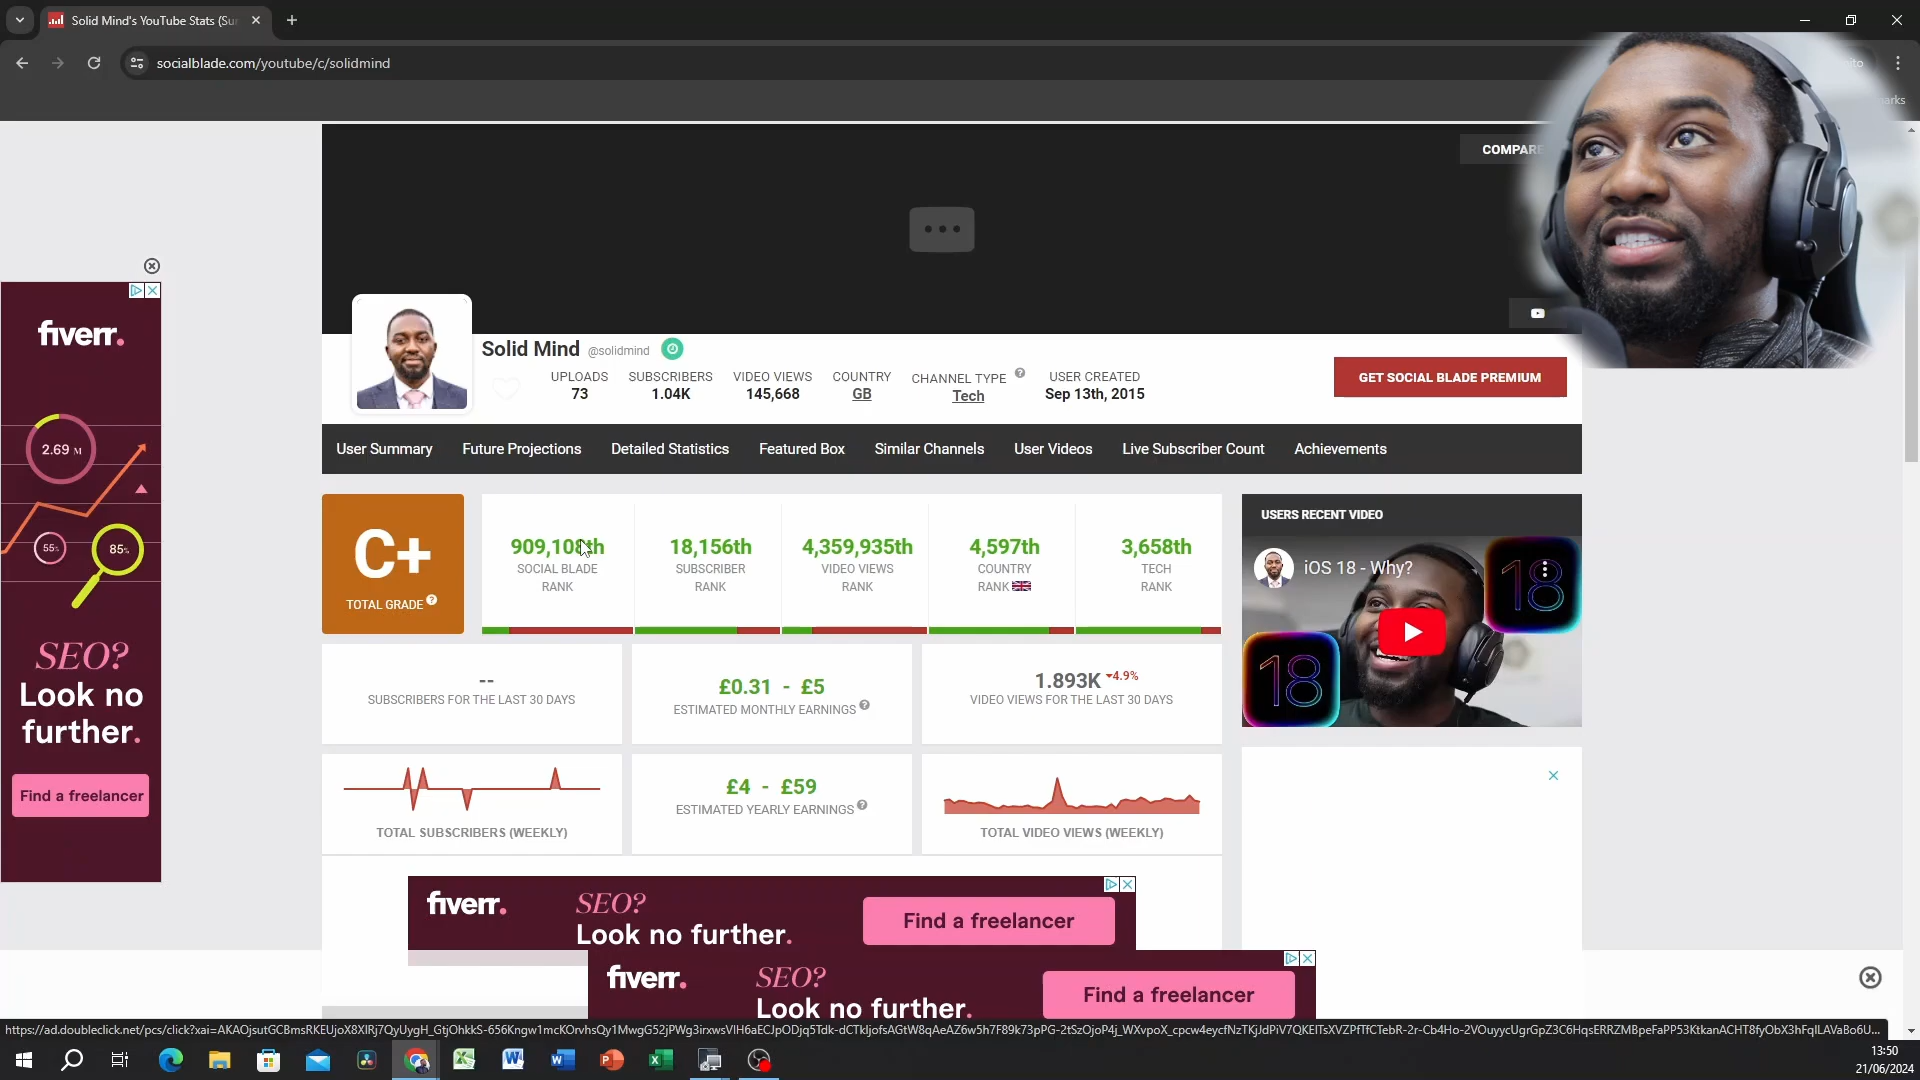 Solid Mind's YouTube Stats (Su
socialblade.com/youtube/c/solidmind
COMPARE
fiverr.
2.69 M
55%
85%
SEO?
Look no
further.
Find a freelancer
Solid Mind @solidmind
UPLOADS
73
SUBSCRIBERS
1.04K
VIDEO VIEWS
145,668
COUNTRY
GB
CHANNEL TYPE
Tech
USER CREATED
Sep 13th, 2015
GET SOCIAL BLADE PREMIUM
User Summary Future Projections Detailed Statistics Featured Box Similar Channels User Videos Live Subscriber Count Achievements
C+
TOTAL GRADE
909,108th
SOCIAL BLADE
RANK
18,156th
SUBSCRIBER
RANK
4,359,935th
VIDEO VIEWS
RANK
4,597th
COUNTRY
RANK
3,658th
TECH
RANK
USERS RECENT VIDEO
iOS 18 - Why?
18
18
--
SUBSCRIBERS FOR THE LAST 30 DAYS
£0.31 - £5
ESTIMATED MONTHLY EARNINGS
1.893K 4.9%
VIDEO VIEWS FOR THE LAST 30 DAYS
TOTAL SUBSCRIBERS (WEEKLY)
£4 - £59
ESTIMATED YEARLY EARNINGS
TOTAL VIDEO VIEWS (WEEKLY)
fiverr.
SEO?
Look no further.
Find a freelancer
fiverr.
SEO?
Look no further.
Find a freelancer
13:50
21/06/2024